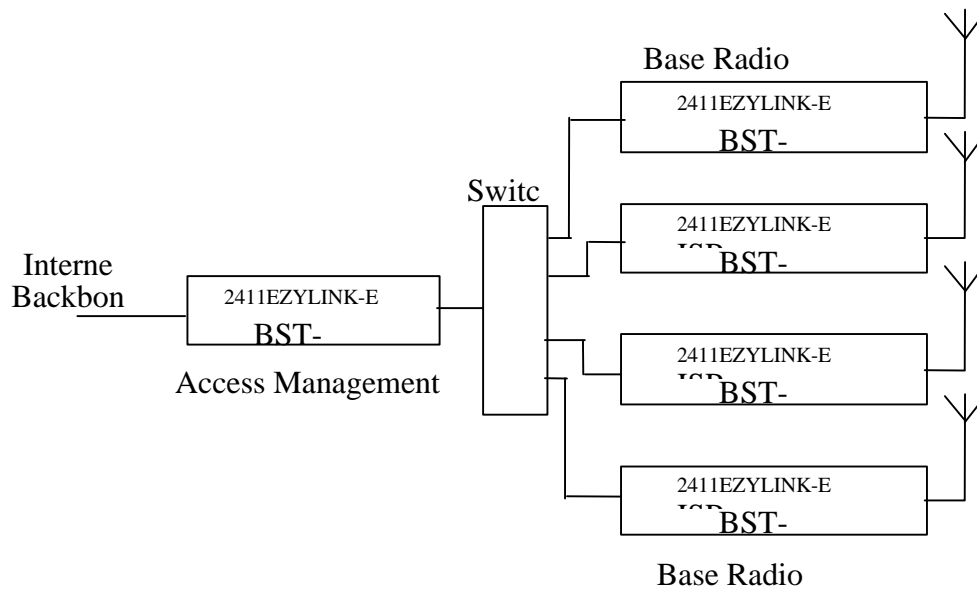 Base Radio
2411EZYLINK-E
BST-
Switc
2411EZYLINK-E
BST-
Interne
Backbon
2411EZYLINK-E
BST-
Access Management
2411EZYLINK-E
BST-
2411EZYLINK-E
BST-
Base Radio